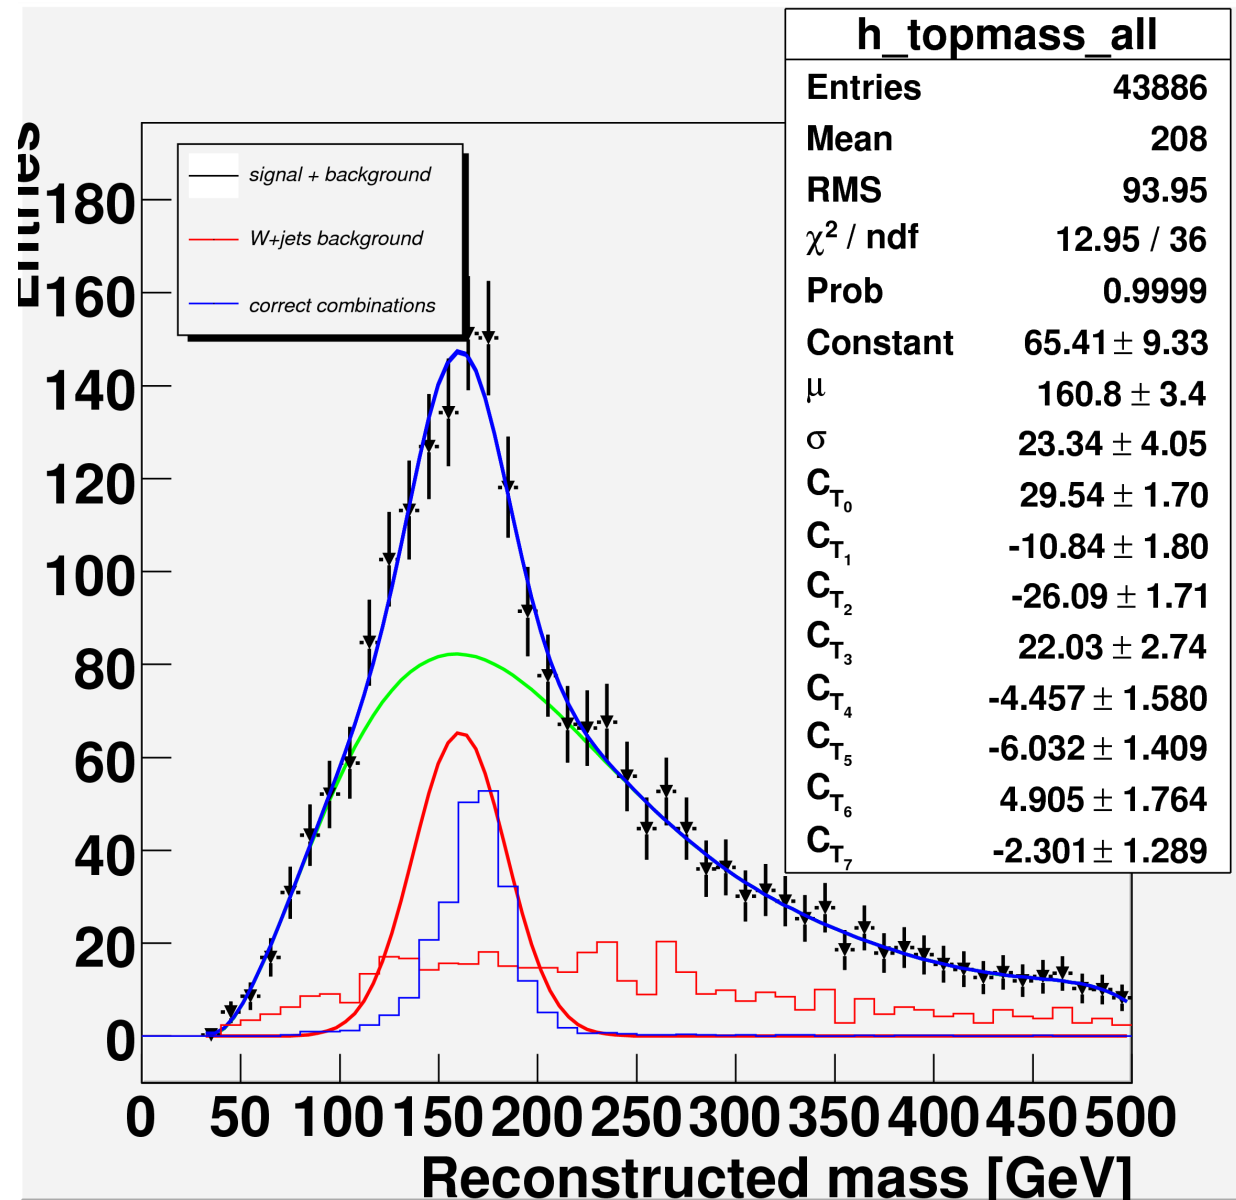 h_topmass_all
Entries 43886
Mean 208
RMS 93.95
χ² / ndf 12.95 / 36
Prob 0.9999
Constant 65.41 ± 9.33
μ 160.8 ± 3.4
σ 23.34 ± 4.05
C_T₀ 29.54 ± 1.70
C_T₁ -10.84 ± 1.80
C_T₂ -26.09 ± 1.71
C_T₃ 22.03 ± 2.74
C_T₄ -4.457 ± 1.580
C_T₅ -6.032 ± 1.409
C_T₆ 4.905 ± 1.764
C_T₇ -2.301 ± 1.289
signal + background
W+jets background
correct combinations
Entries
180
160
140
120
100
80
60
40
20
0
0 50 100 150 200 250 300 350 400 450 500
Reconstructed mass [GeV]